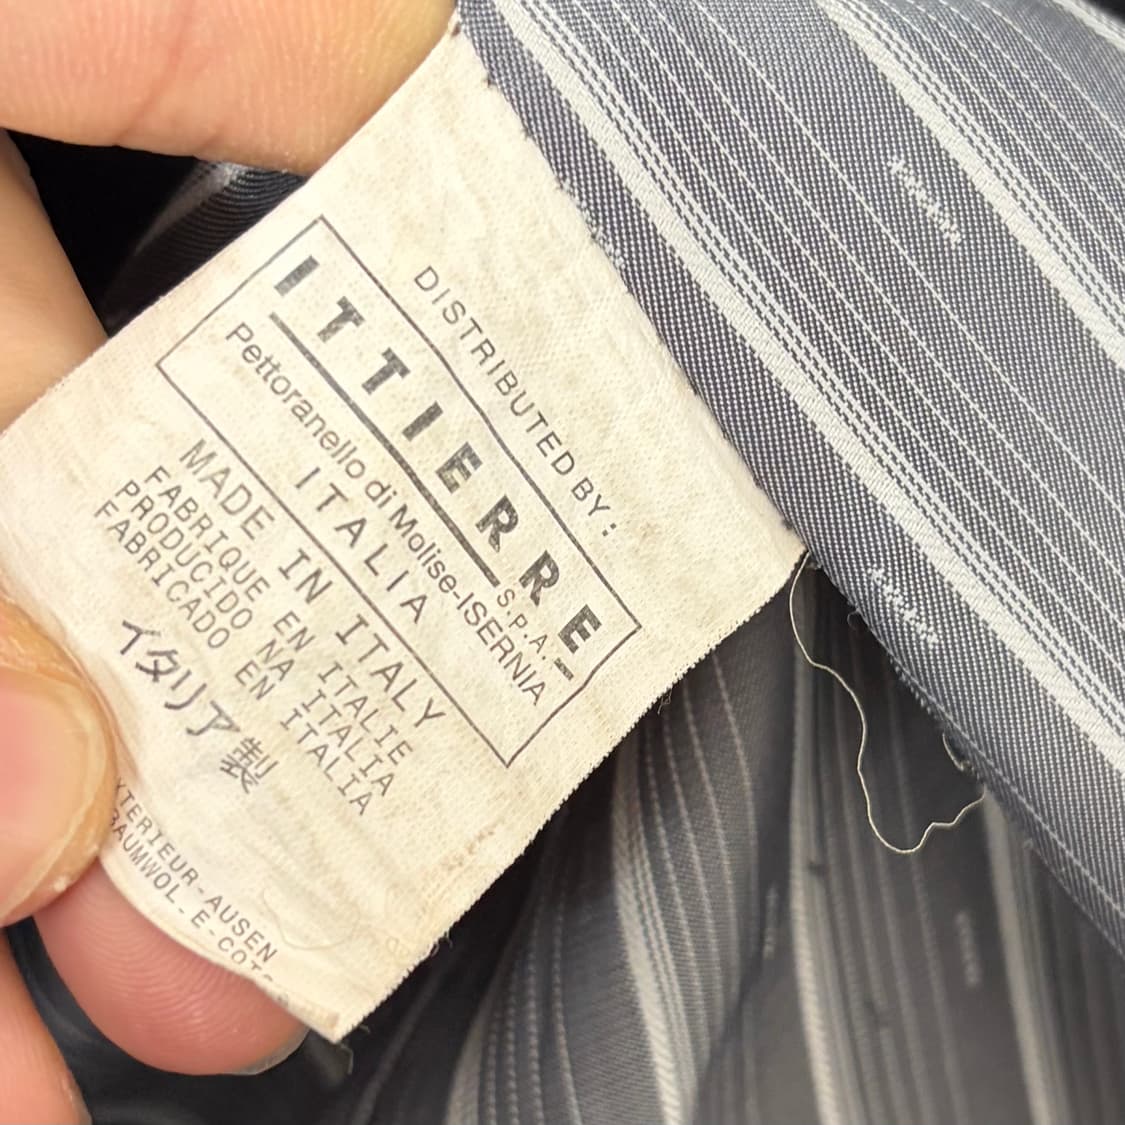 DISTRIBUTED BY:
ITTIERRE
S.P.A.
Pettoranello di Molise-ISERNIA
ITALIA
MADE IN ITALY
FABRIQUE EN ITALIE
PRODUCIDO NA ITALIA
FABRICADO EN ITALIA
イタリア製
XTERIEUR-AUSEN
BAUMWOL-E-COT